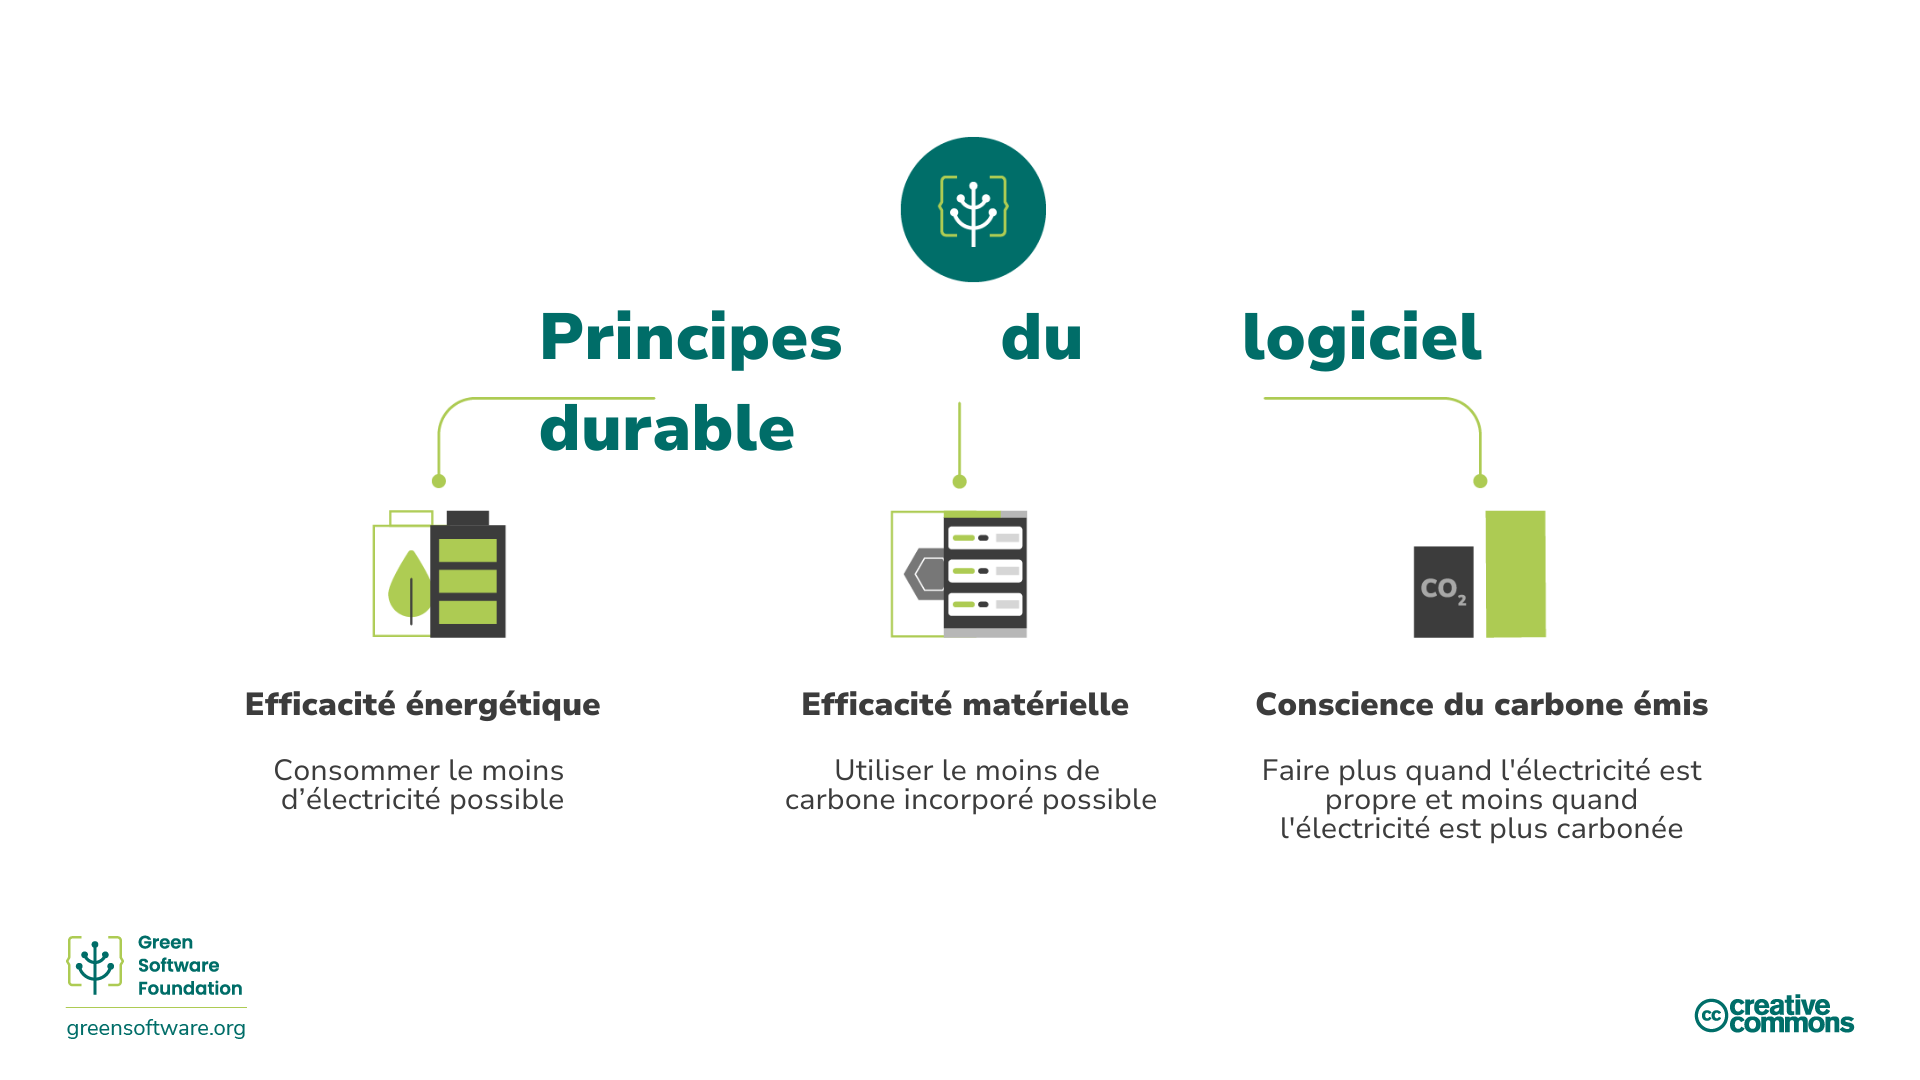 Principes du logiciel
durable
CO2
Efficacité énergétique
Consommer le moins
d’électricité possible
Efficacité matérielle
Utiliser le moins de
carbone incorporé possible
Conscience du carbone émis
Faire plus quand l'électricité est
propre et moins quand
l'électricité est plus carbonée
Green
Software
Foundation
greensoftware.org
cc creative
commons